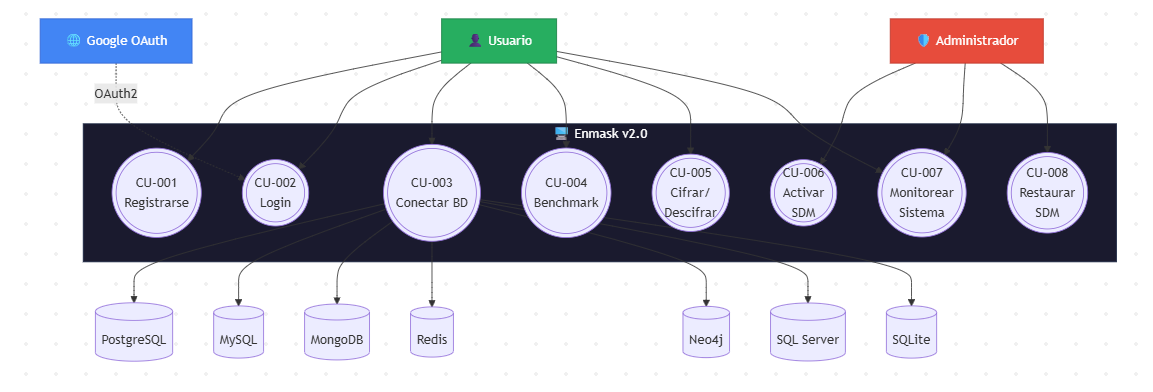 Google OAuth
Usuario
Administrador
OAuth2
Enmask v2.0
CU-001
Registrarse
CU-002
Login
CU-003
Conectar BD
CU-004
Benchmark
CU-005
Cifrar/
Descifrar
CU-006
Activar
SDM
CU-007
Monitorear
Sistema
CU-008
Restaurar
SDM
PostgreSQL
MySQL
MongoDB
Redis
Neo4j
SQL Server
SQLite